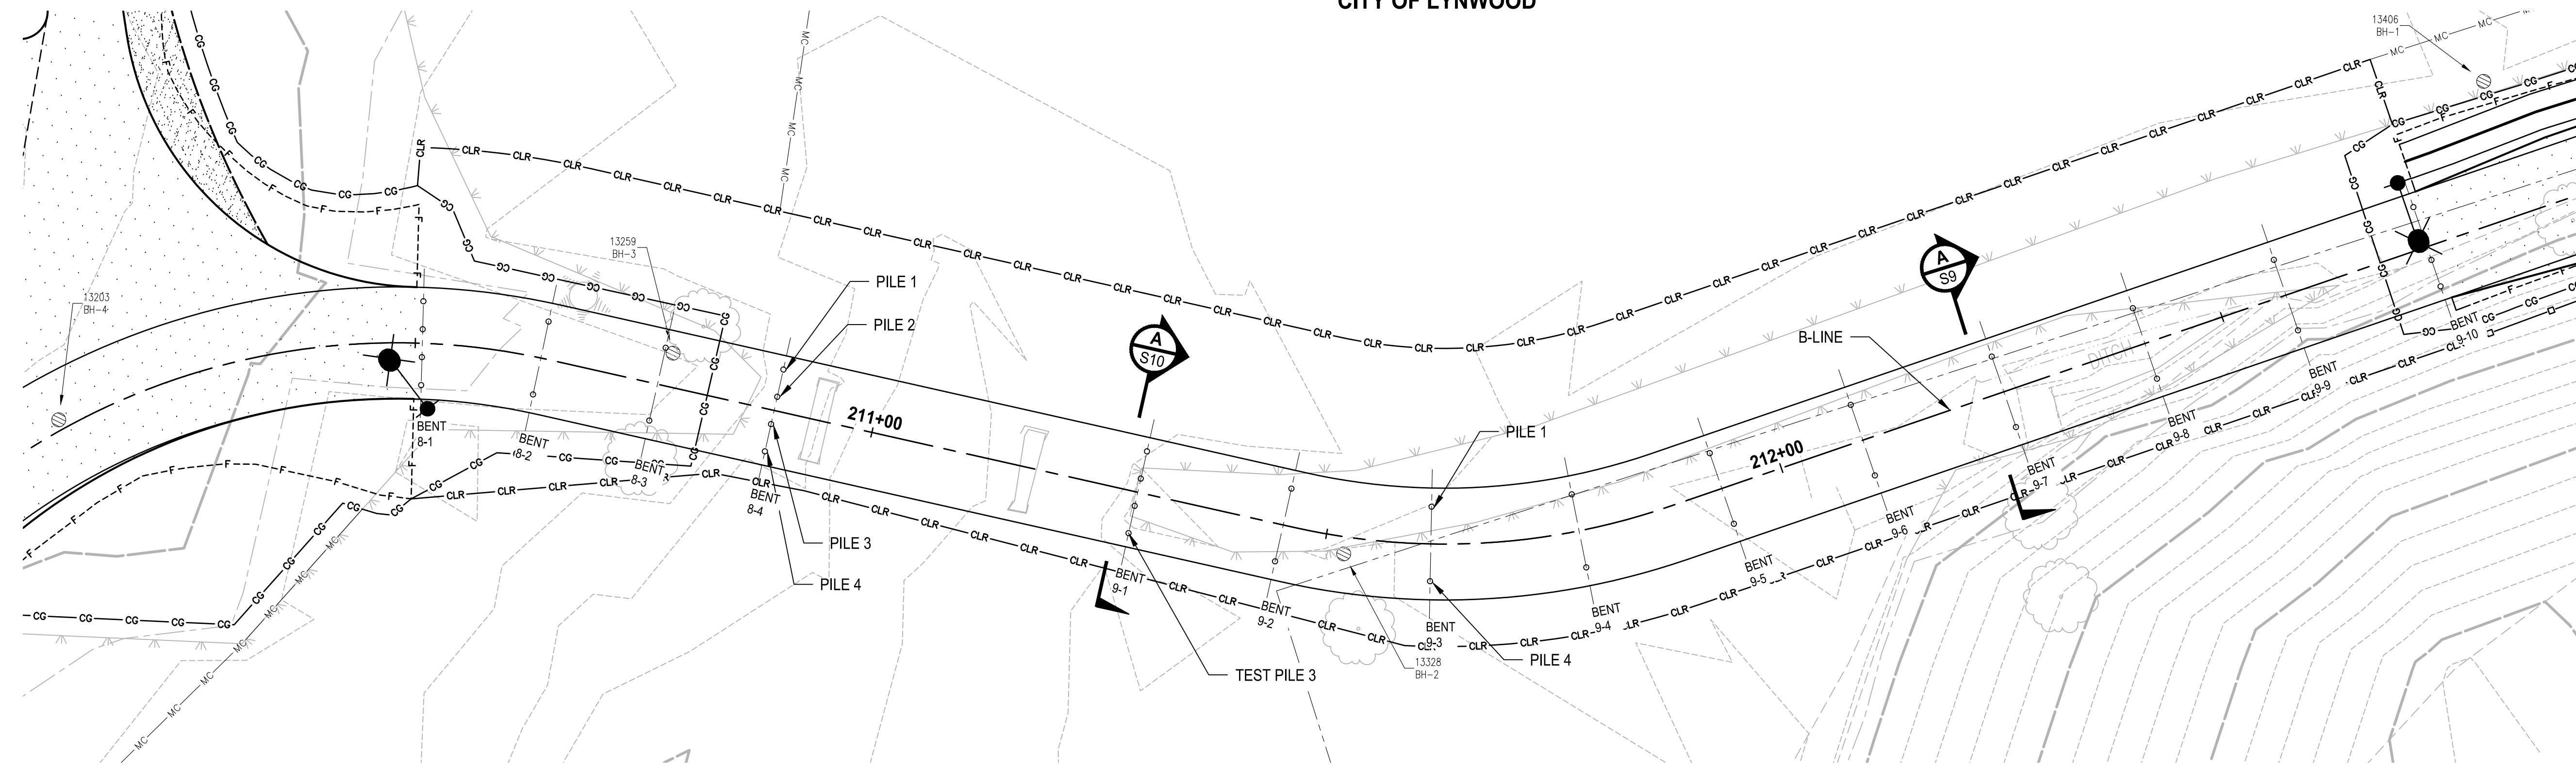 CITY OF LYNWOOD
13406
BH-1
13259
BH-3
13203
BH-4
PILE 1
PILE 2
A
S10
A
S9
B-LINE
DITCH
211+00
212+00
PILE 1
BENT
8-1
BENT
8-2
BENT
8-3
BENT
8-4
PILE 3
PILE 4
BENT
9-1
BENT
9-2
BENT
9-3
BENT
9-4
BENT
9-5
BENT
9-6
BENT
9-7
BENT
9-8
BENT
9-9
BENT
9-10
TEST PILE 3
13328
BH-2
PILE 4
CLR
CG
F
MC